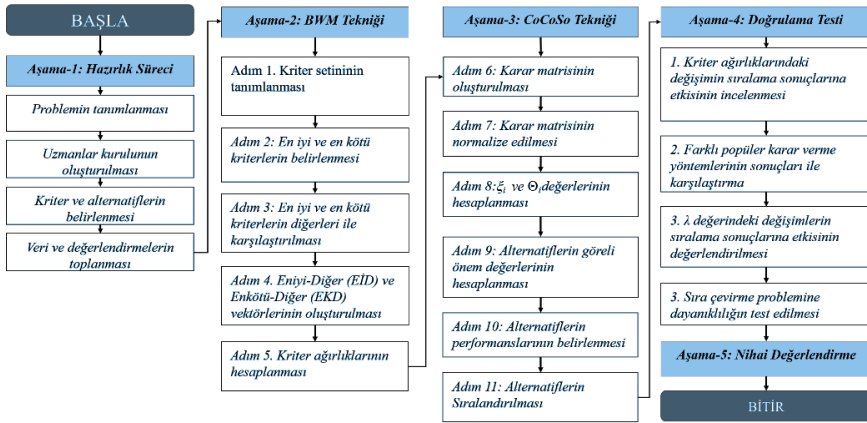 BAŞLA
Aşama-1: Hazırlık Süreci
Problemin tanımlanması
Uzmanlar kurulunun
oluşturulması
Kriter ve alternatiflerin
belirlenmesi
Veri ve değerlendirmelerin
toplanması
Aşama-2: BWM Tekniği
Adım 1. Kriter setininin
tanımlanması
Adım 2: En iyi ve en kötü
kriterlerin belirlenmesi
Adım 3: En iyi ve en kötü
kriterlerin diğerleri ile
karşılaştırılması
Adım 4. Eniyi-Diğer (EİD) ve
Enkötü-Diğer (EKD)
vektörlerinin oluşturulması
Adım 5. Kriter ağırlıklarının
hesaplanması
Aşama-3: CoCoSo Tekniği
Adım 6: Karar matrisinin
oluşturulması
Adım 7: Karar matrisinin
normalize edilmesi
Adım 8: ξi ve Θi değerlerinin
hesaplanması
Adım 9: Alternatiflerin göreli
önem değerlerinin
hesaplanması
Adım 10: Alternatiflerin
performanslarının belirlenmesi
Adım 11: Alternatiflerin
Sıralandırılması
Aşama-4: Doğrulama Testi
1. Kriter ağırlıklarındaki
değişimin sıralama sonuçlarına
etkisinin incelenmesi
2. Farklı popüler karar verme
yöntemlerinin sonuçları ile
karşılaştırma
3. λ değerindeki değişimlerin
sıralama sonuçlarına etkisinin
değerlendirilmesi
3. Sıra çevirme problemine
dayanıklılığın test edilmesi
Aşama-5: Nihai Değerlendirme
BİTİR